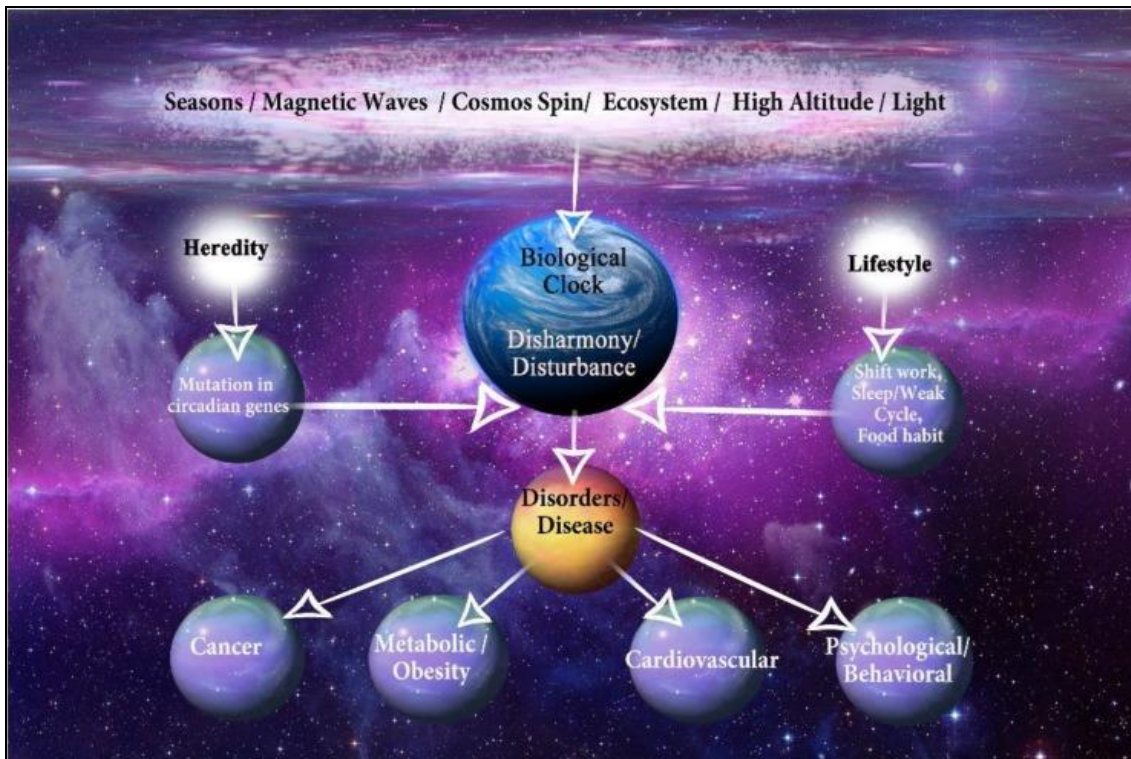 Seasons / Magnetic Waves / Cosmos Spin/ Ecosystem / High Altitude / Light
Heredity
Biological
Clock
Disharmony/
Disturbance
Lifestyle
Mutation in
circadian genes
Shift work,
Sleep/Weak
Cycle,
Food habit
Disorders/
Disease
Cancer
Metabolic /
Obesity
Cardiovascular
Psychological/
Behavioral